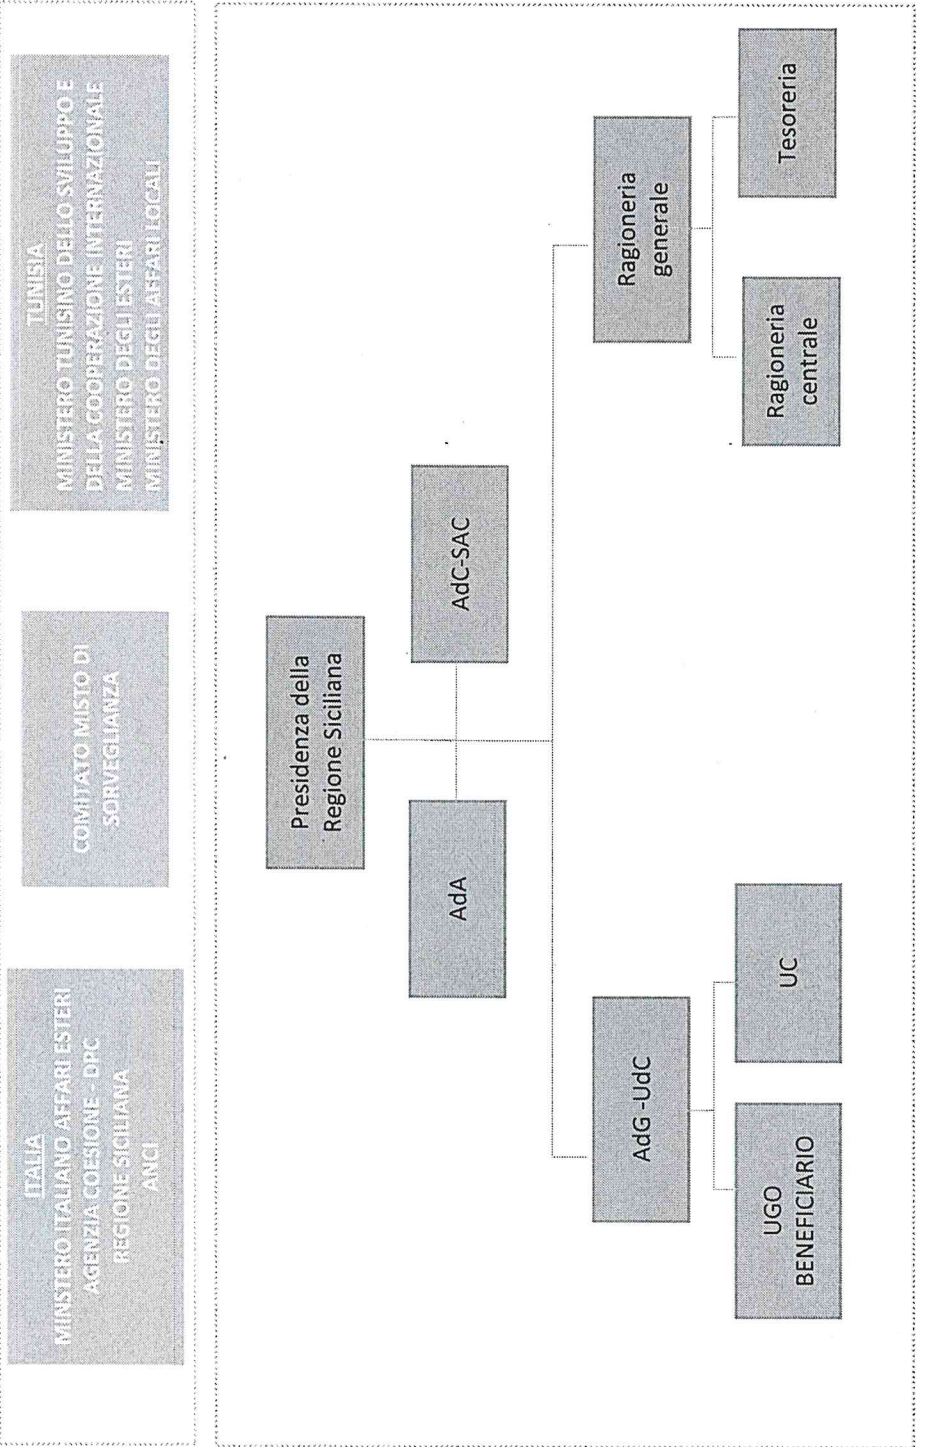 ITALIA
MINISTERO ITALIANO AFFARI ESTERI
AGENZIA COESIONE - DPC
REGIONE SICILIANA
ANCI
COMITATO MISTO DI
SORVEGLIANZA
TUNISIA
MINISTERO TUNISINO DELLO SVILUPPO E
DELLA COOPERAZIONE INTERNAZIONALE
MINISTERO DEGLI ESTERI
MINISTERO DEGLI AFFARI LOCALI
Presidenza della
Regione Siciliana
AdA
AdC-SAC
AdG -UdC
Ragioneria
generale
UGO
BENEFICIARIO
UC
Ragioneria
centrale
Tesoreria